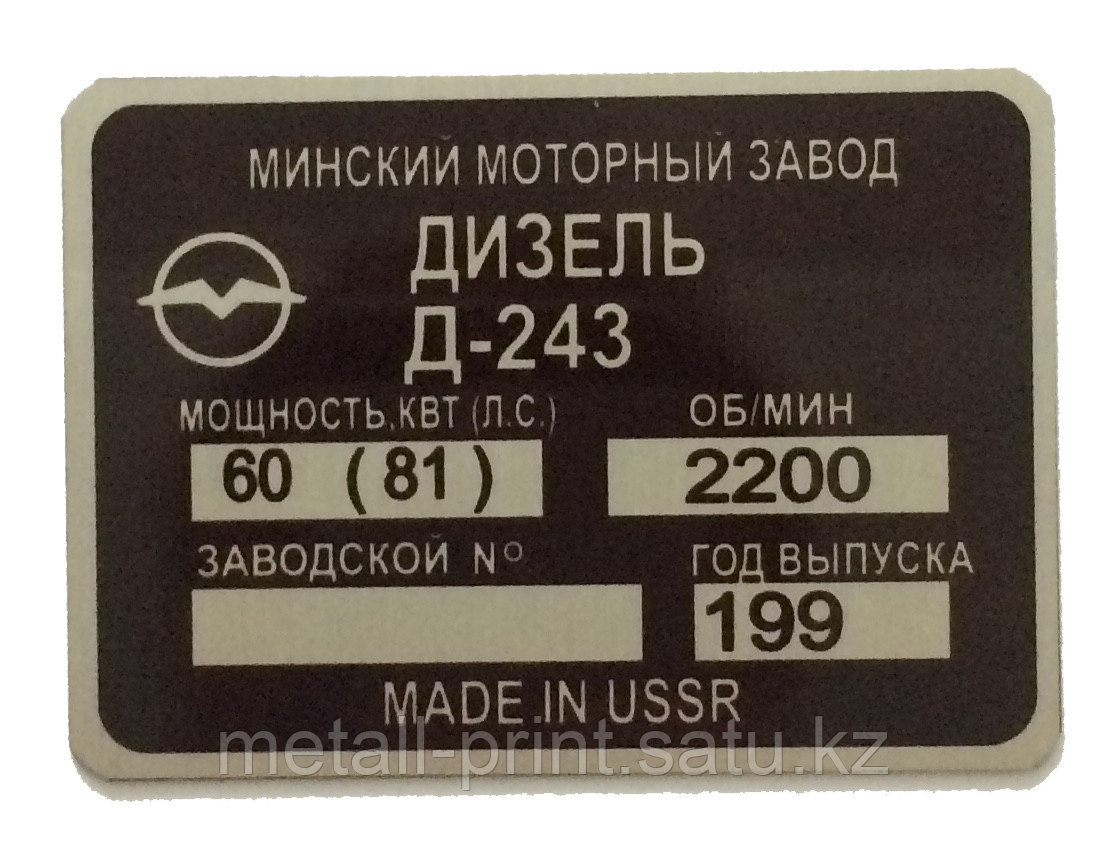 МИНСКИЙ МОТОРНЫЙ ЗАВОД
ДИЗЕЛЬ
Д-243
МОЩНОСТЬ.КВТ (Л.С.)
ОБ/МИН
60 (81)
2200
ЗАВОДСКОЙ N°
ГОД ВЫПУСКА
199
MADE IN USSR
metall-print.satu.kz